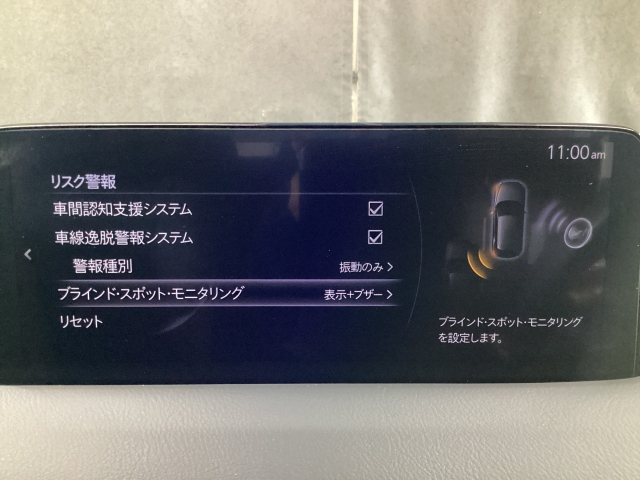 11:00am
リスク警報
車間認知支援システム
車線逸脱警報システム
警報種別 振動のみ
ブラインド・スポット・モニタリング 表示+ブザー
リセット
ブラインド・スポット・モニタリング
を設定します。